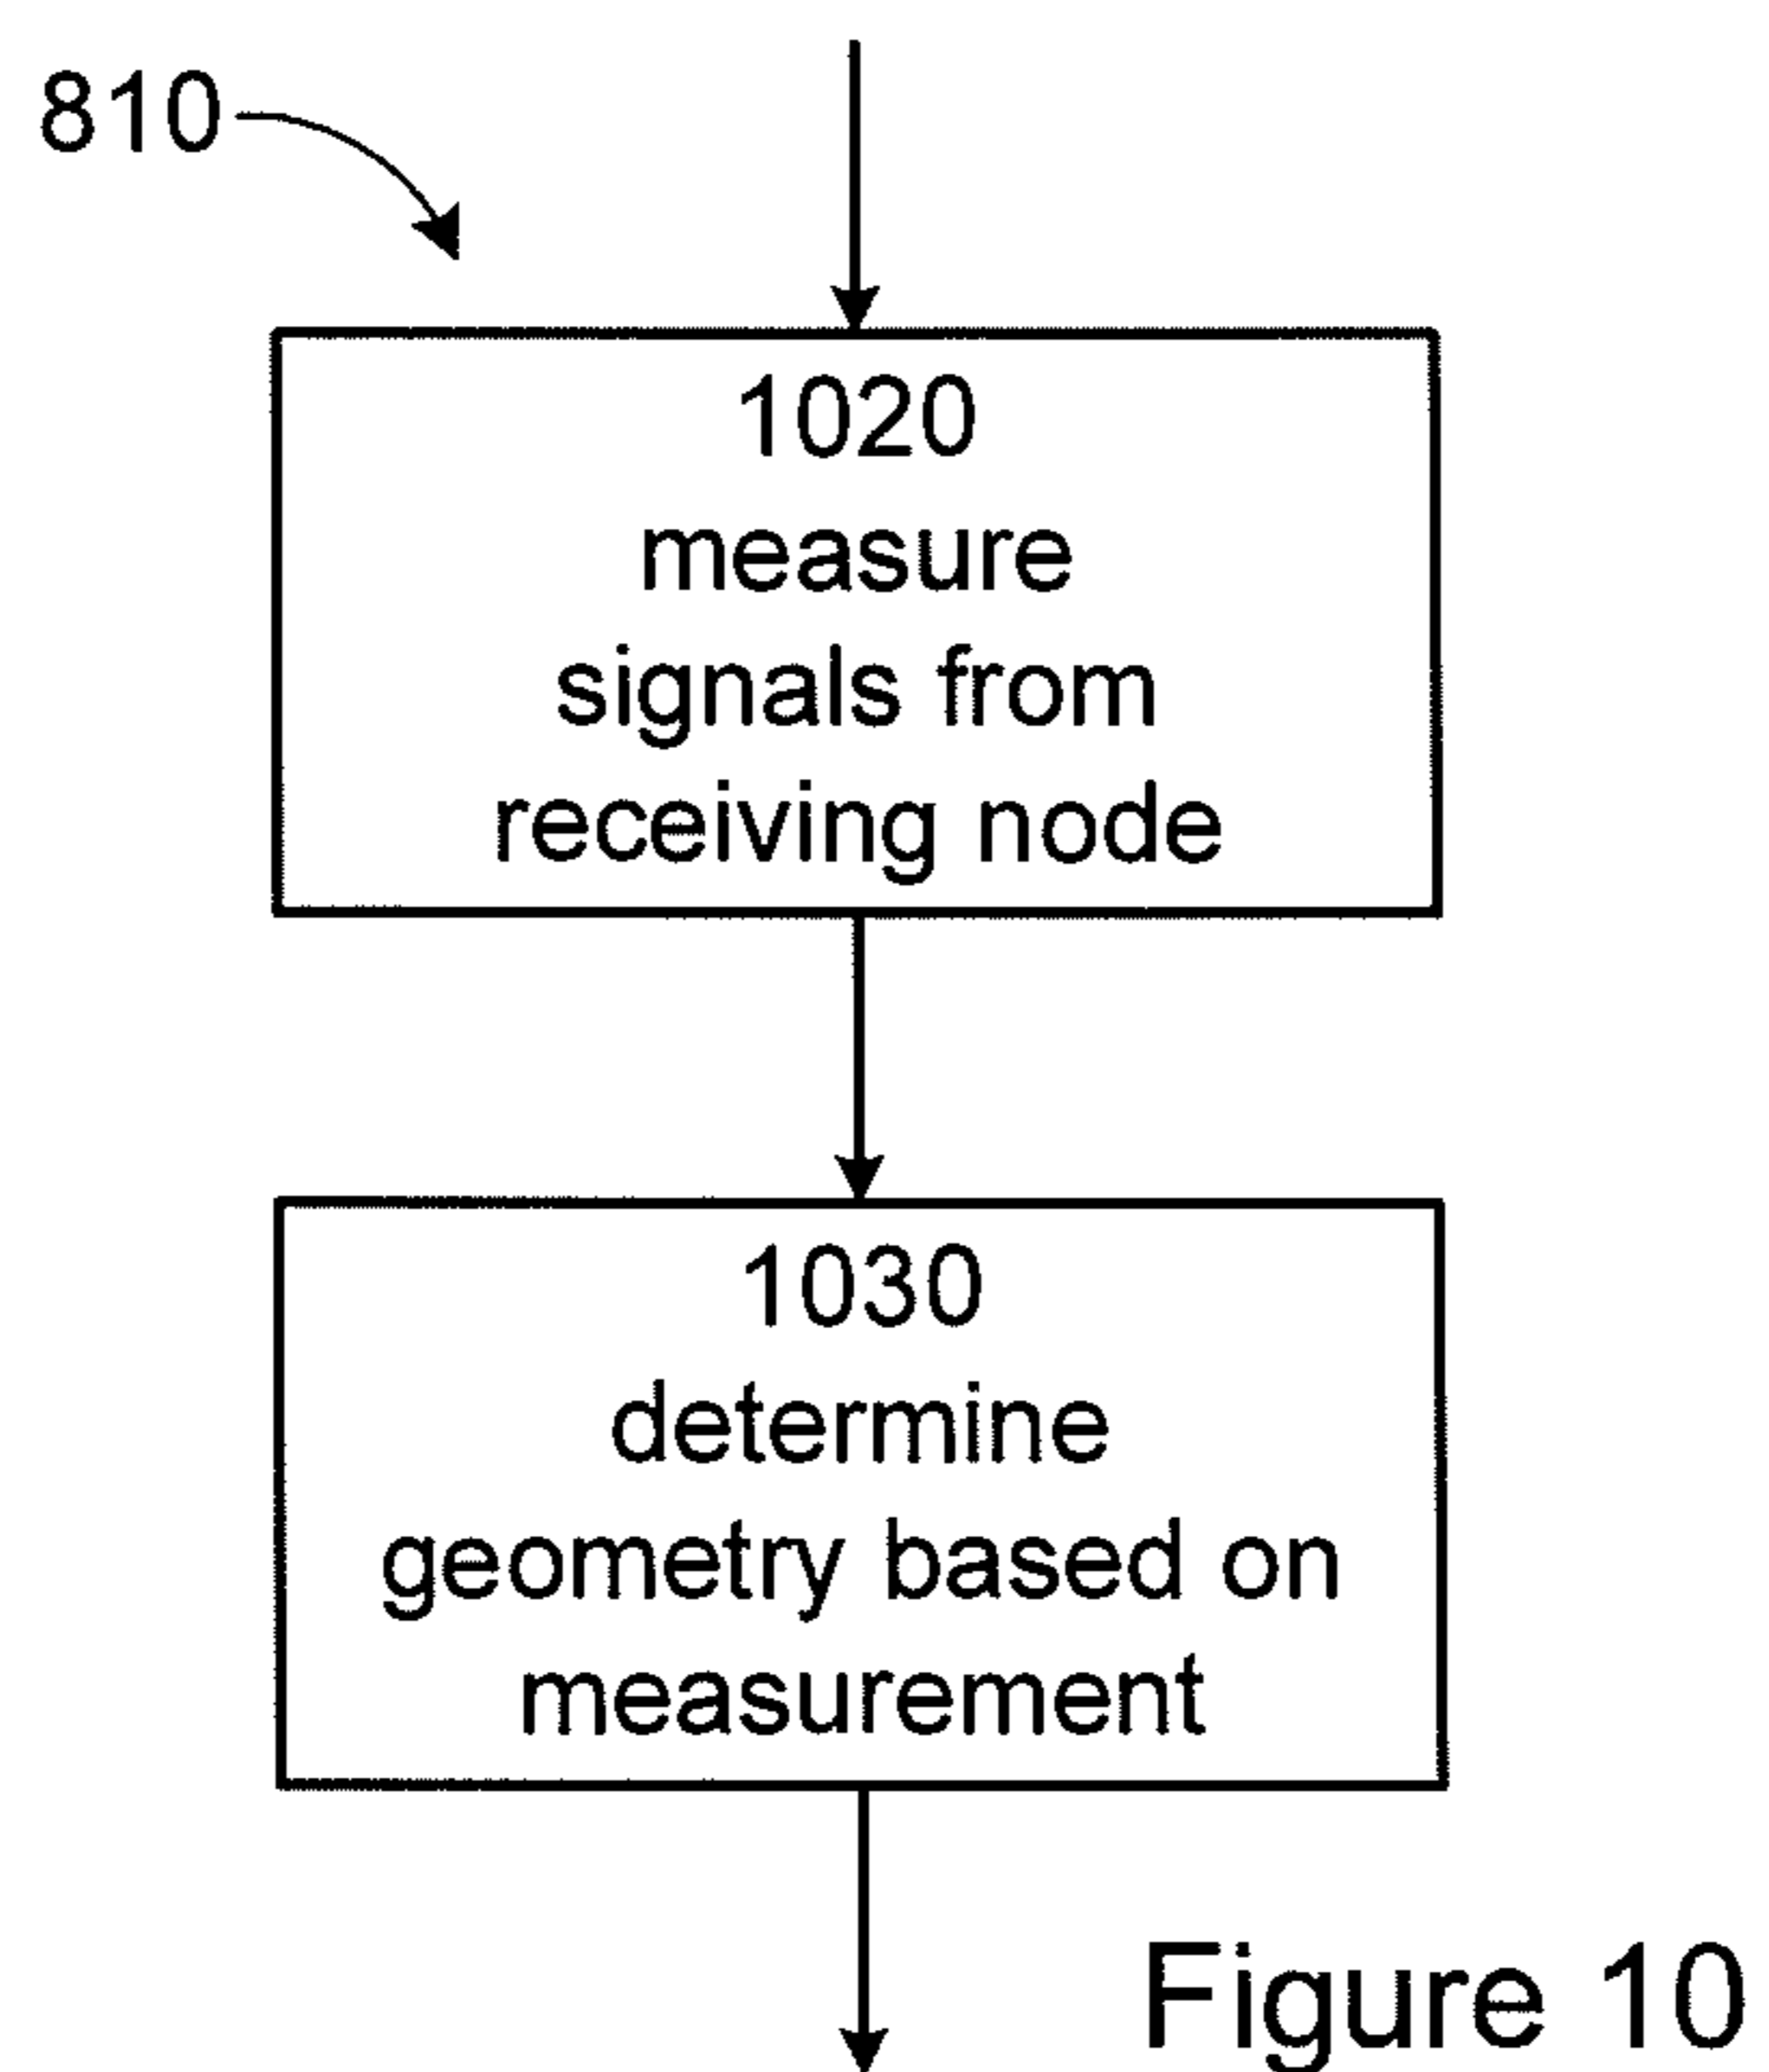 810
1020
measure
signals from
receiving node
1030
determine
geometry based on
measurement
Figure 10